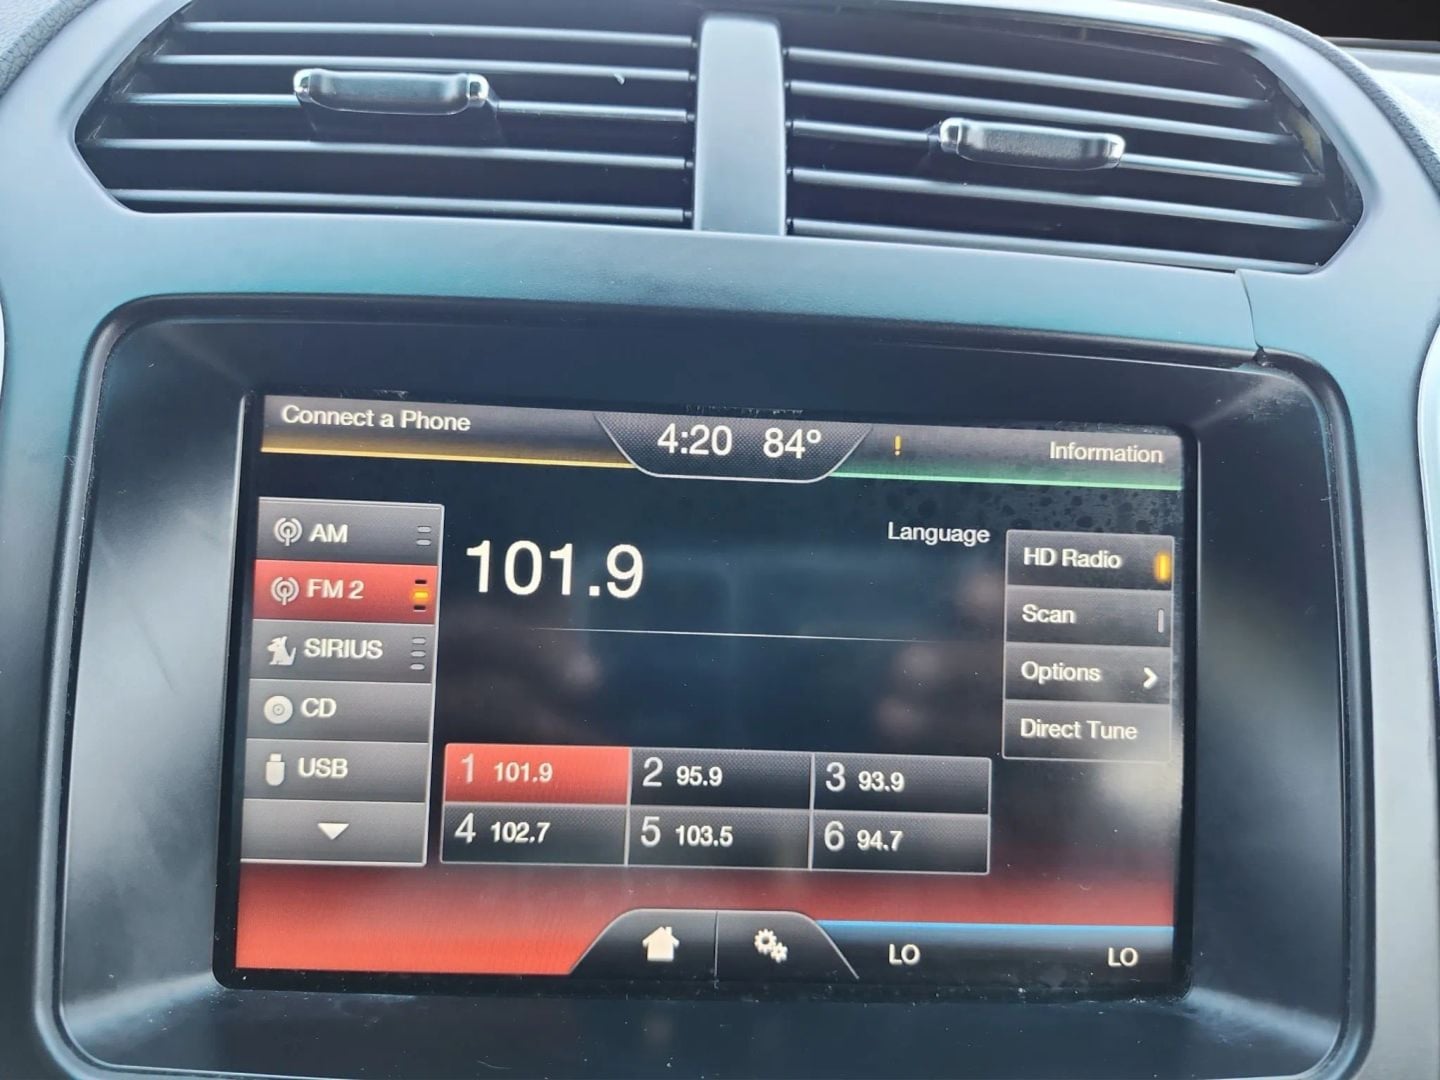 Connect a Phone
4:20 84°
!
Information
AM
FM 2
SIRIUS
CD
USB
101.9
Language
HD Radio
Scan
Options
Direct Tune
1 101.9
2 95.9
3 93.9
4 102.7
5 103.5
6 94.7
LO
LO